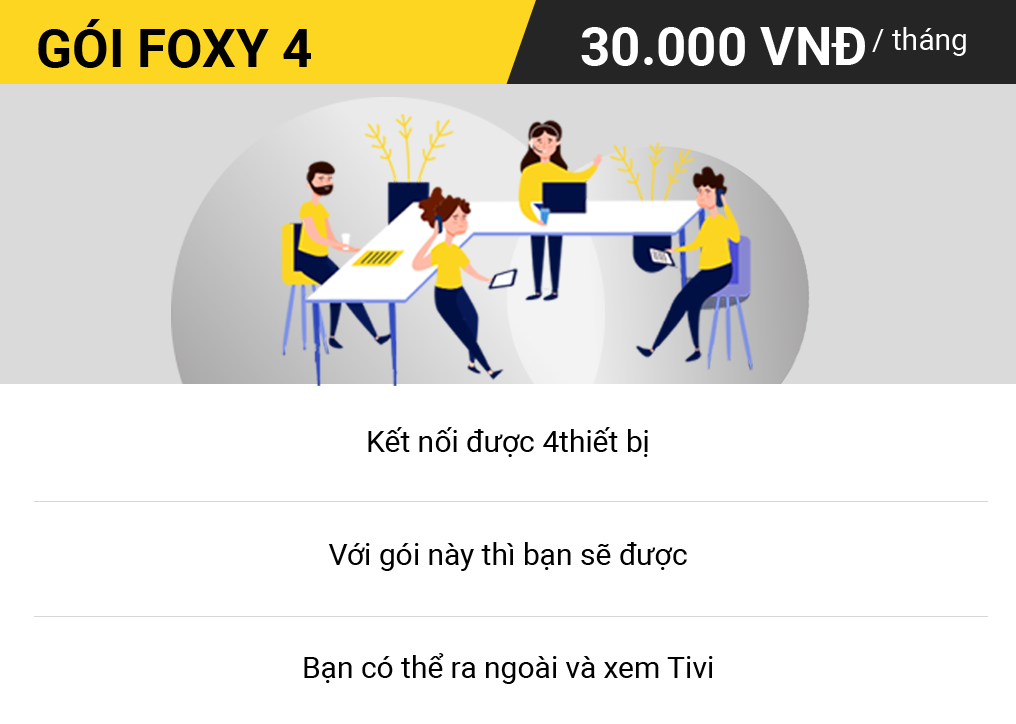 GÓI FOXY 4
30.000 VNĐ / tháng
Kết nối được 4thiết bị
Với gói này thì bạn sẽ được
Bạn có thể ra ngoài và xem Tivi